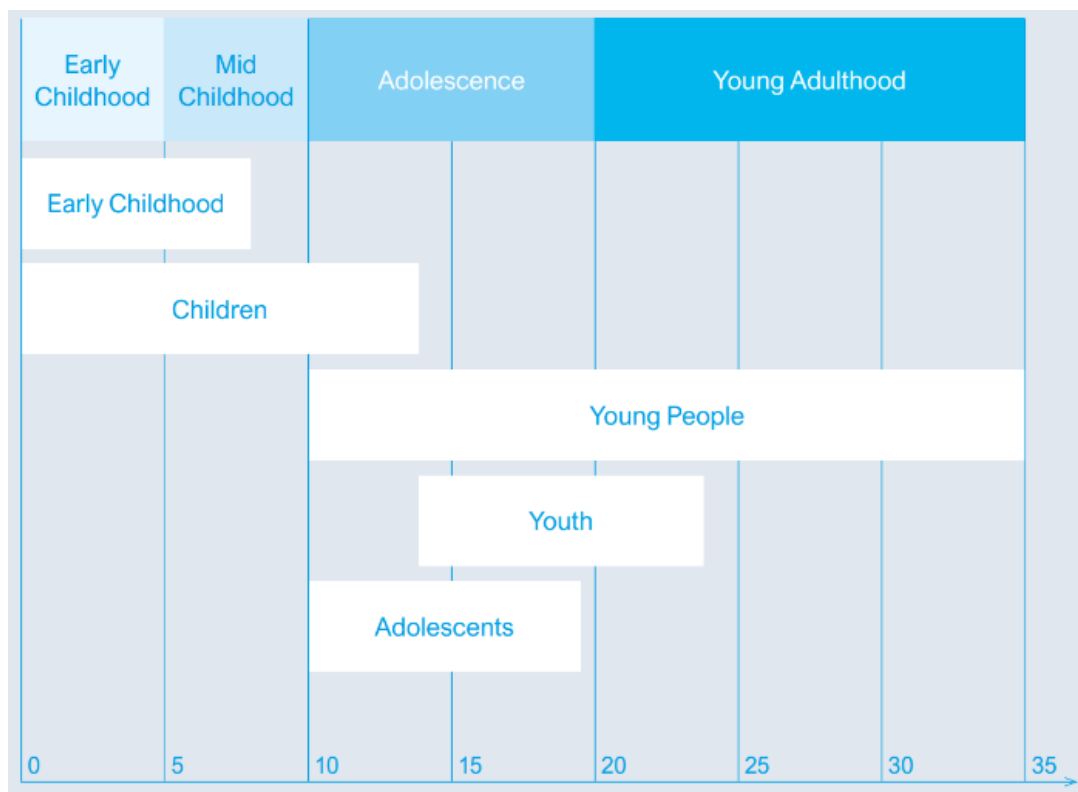 Early
Childhood
Mid
Childhood
Adolescence
Young Adulthood
Early Childhood
Children
Young People
Youth
Adolescents
0 5 10 15 20 25 30 35